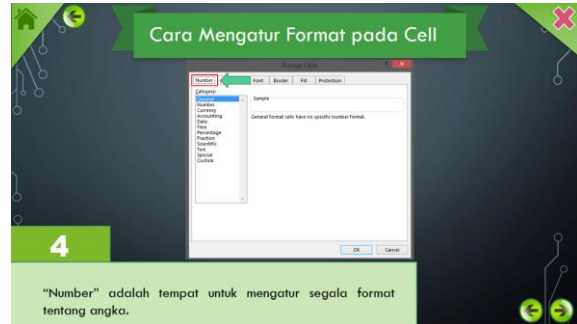 Cara Mengatur Format pada Cell
Format Cells
?
Number
Font Border Fill Protection
Category:
General
Number
Currency
Accounting
Date
Time
Percentage
Fraction
Scientific
Text
Special
Custom
Sample
General format cells have no specific number format.
OK Cancel
4
“Number” adalah tempat untuk mengatur segala format
tentang angka.